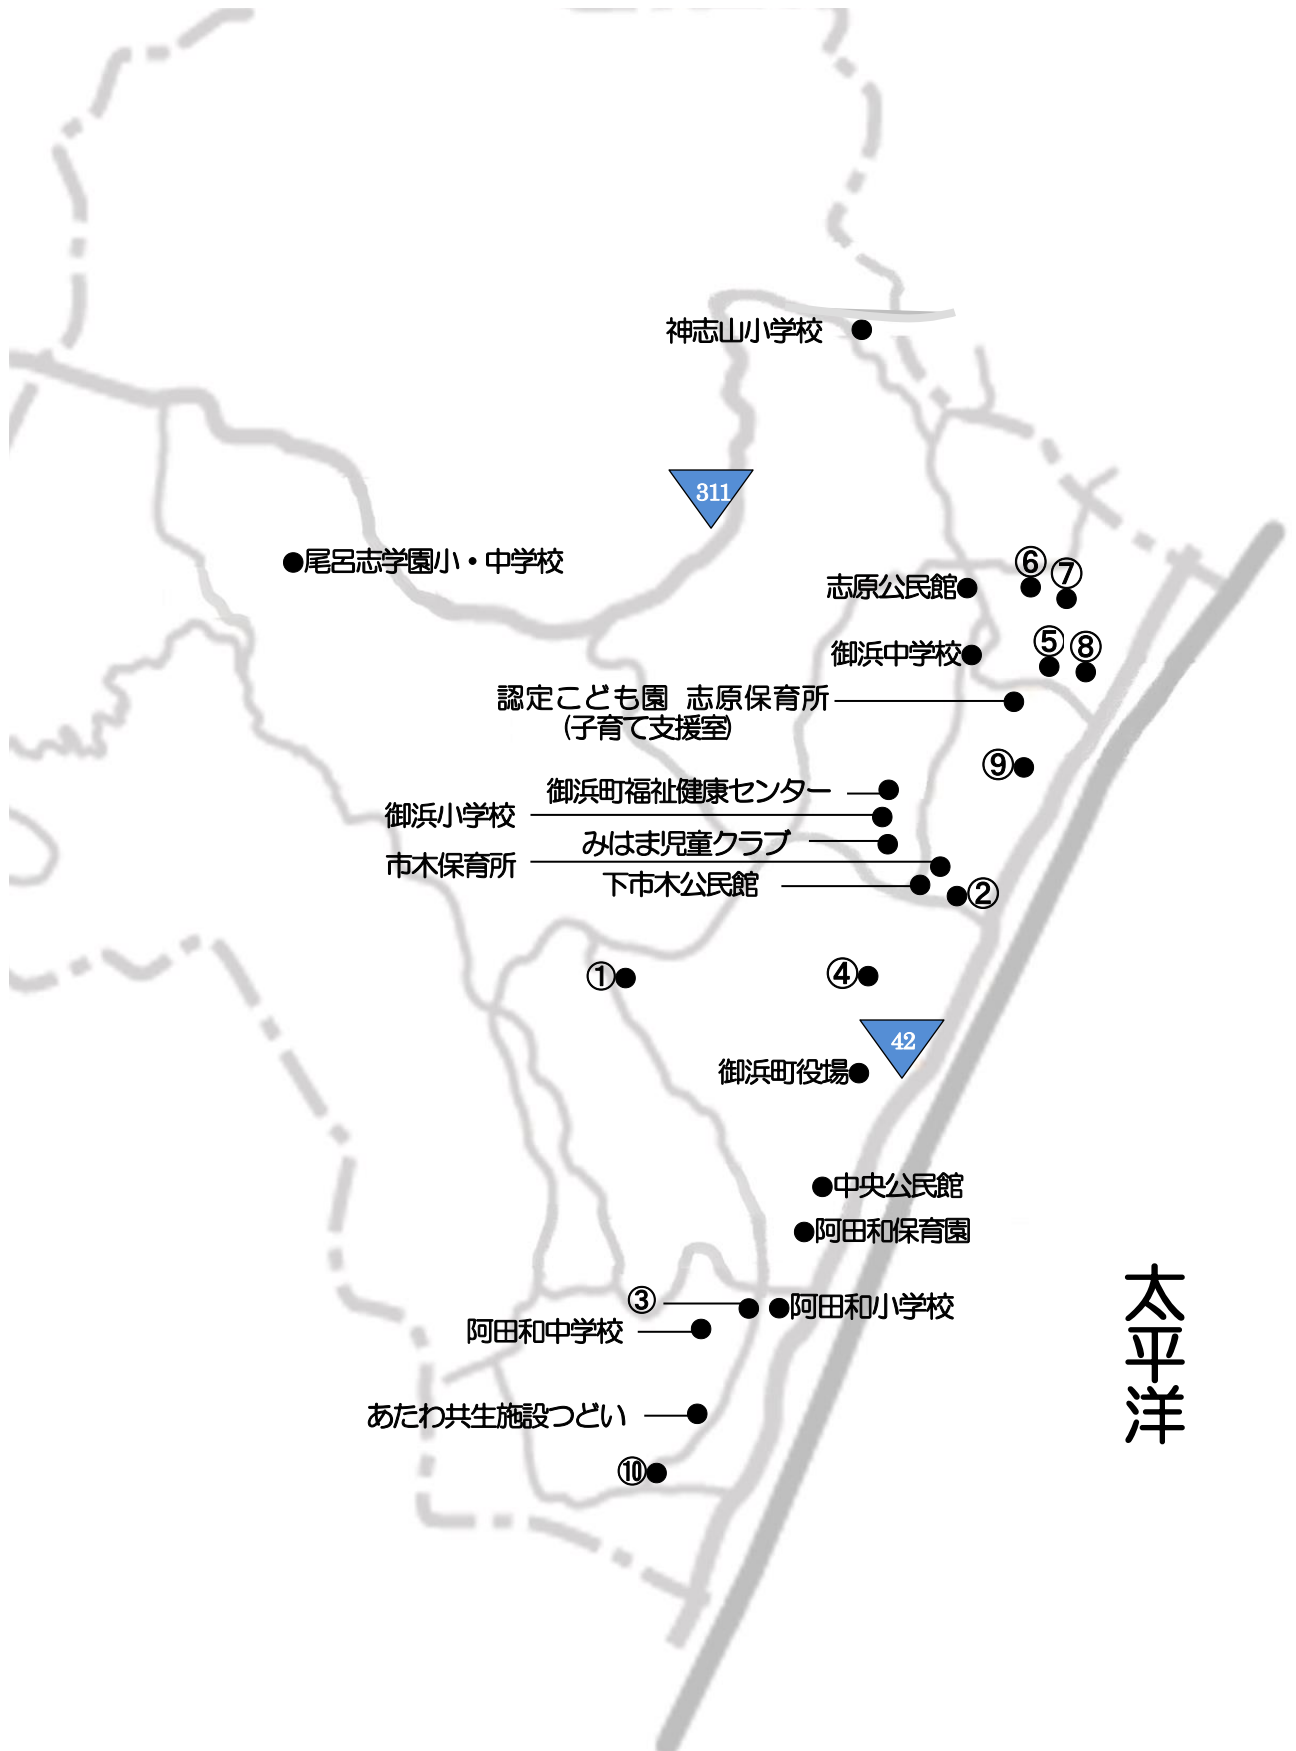 神志山小学校
311
尾呂志学園小・中学校
⑥
⑦
志原公民館
⑤
⑧
御浜中学校
認定こども園 志原保育所
(子育て支援室)
⑨
御浜町福祉健康センター
御浜小学校
みはま児童クラブ
市木保育所
下市木公民館
②
①
④
42
御浜町役場
中央公民館
阿田和保育園
太平洋
③
阿田和小学校
阿田和中学校
あたわ共生施設つどい
⑩